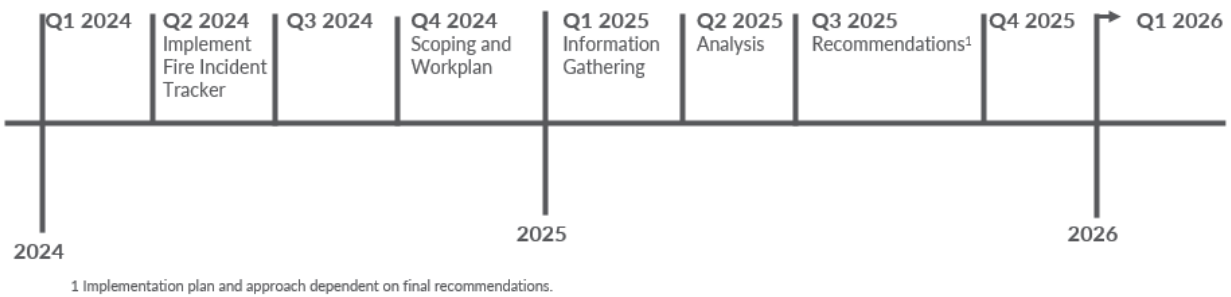 Q1 2024
Q2 2024
Implement
Fire Incident
Tracker
Q3 2024
Q4 2024
Scoping and
Workplan
Q1 2025
Information
Gathering
Q2 2025
Analysis
Q3 2025
Recommendations¹
Q4 2025
Q1 2026
2024
2025
2026
1 Implementation plan and approach dependent on final recommendations.